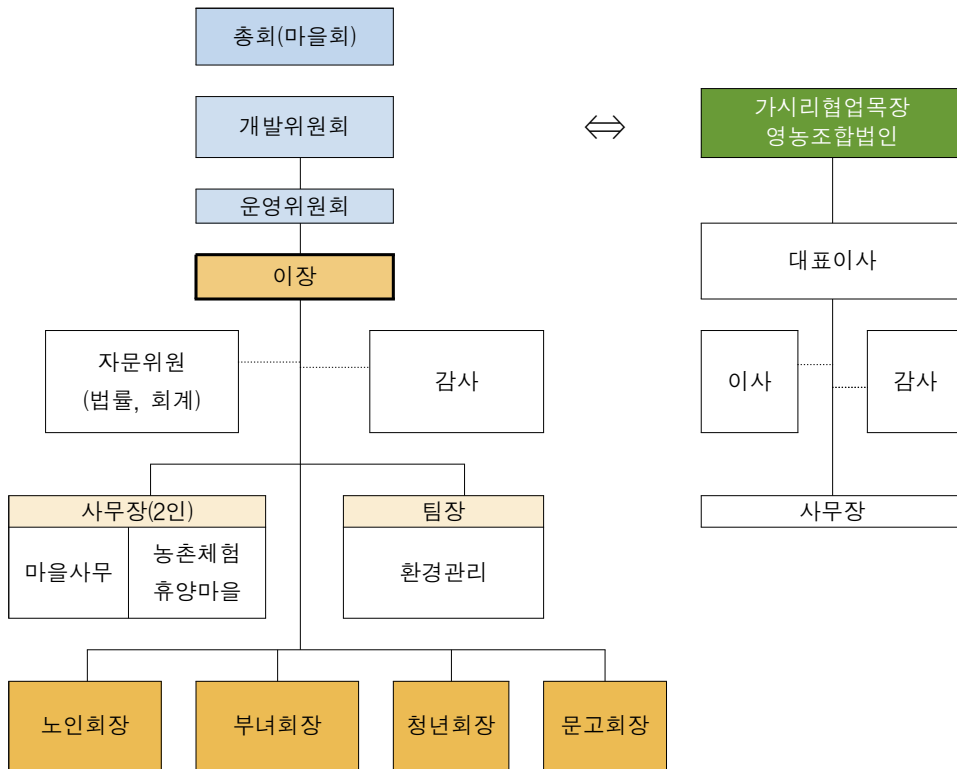 총회(마을회)
개발위원회
⇔
가시리협업목장
영농조합법인
운영위원회
이장
대표이사
자문위원
(법률, 회계)
감사
이사
감사
사무장(2인)
마을사무
농촌체험
휴양마을
팀장
환경관리
사무장
노인회장
부녀회장
청년회장
문고회장